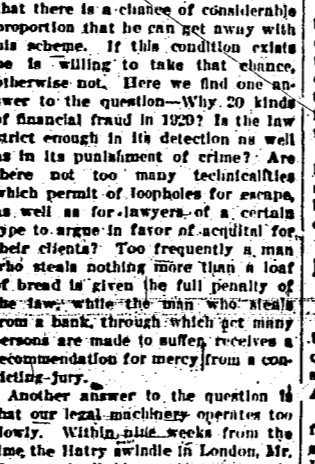 that there is a chance of considerable
proportion that he can get away with
his scheme. If this condition exists
he is willing to take that chance,
otherwise not. Here we find one an-
swer to the question—Why 20 kinds
of financial fraud in 1920? Is the law
strict enough in its detection as well
as in its punishment of crime? Are
there not too many technicalities
which permit of loopholes for escape,
as well as for lawyers of a certain
type to argue in favor of acquital for
their clients? Too frequently a man
who steals nothing more than a loaf
of bread is given the full penalty of
the law, while the man who steals
from a bank, through which act many
persons are made to suffer, receives a
recommendation for mercy from a con-
victing jury.
Another answer to the question is
that our legal machinery operates too
slowly. Within nine weeks from the
time the Hatry swindle in London, Mr.